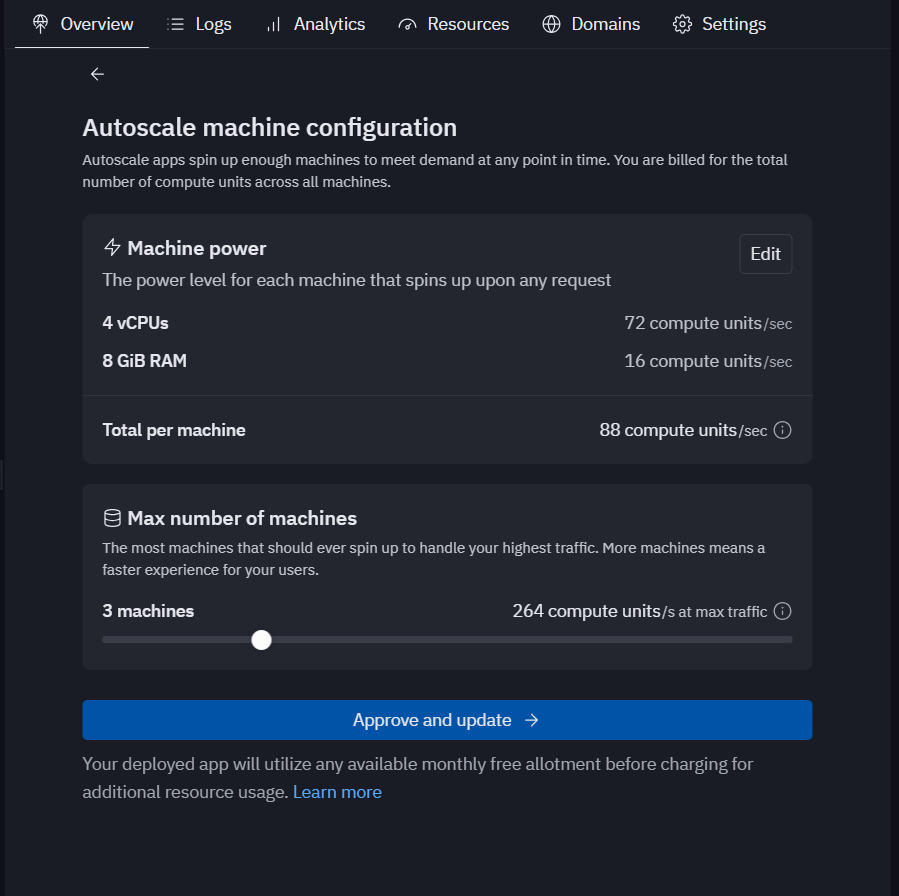 Overview Logs Analytics Resources Domains Settings
Autoscale machine configuration
Autoscale apps spin up enough machines to meet demand at any point in time. You are billed for the total
number of compute units across all machines.
Machine power
Edit
The power level for each machine that spins up upon any request
4 vCPUs 72 compute units/sec
8 GiB RAM 16 compute units/sec
Total per machine 88 compute units/sec
Max number of machines
The most machines that should ever spin up to handle your highest traffic. More machines means a
faster experience for your users.
3 machines 264 compute units/s at max traffic
Approve and update
Your deployed app will utilize any available monthly free allotment before charging for
additional resource usage. Learn more